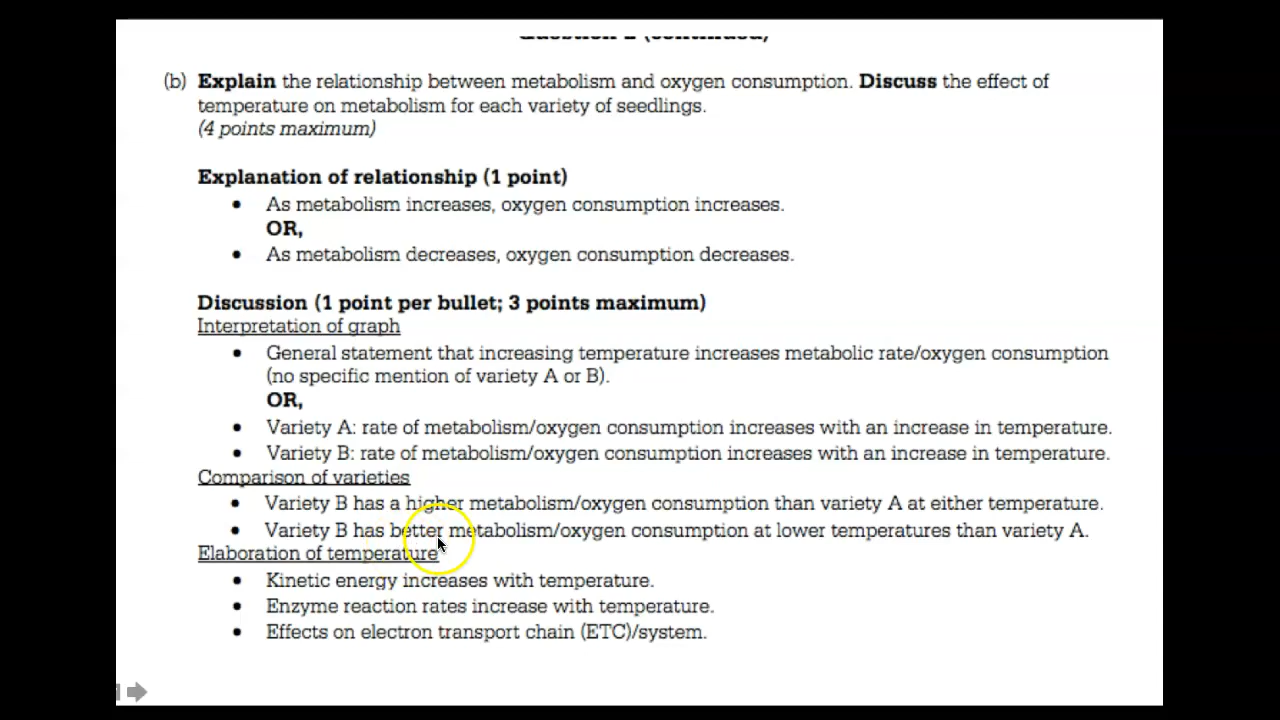 (b) Explain the relationship between metabolism and oxygen consumption. Discuss the effect of
temperature on metabolism for each variety of seedlings.
(4 points maximum)
Explanation of relationship (1 point)
• As metabolism increases, oxygen consumption increases.
OR,
• As metabolism decreases, oxygen consumption decreases.
Discussion (1 point per bullet; 3 points maximum)
Interpretation of graph
• General statement that increasing temperature increases metabolic rate/oxygen consumption
(no specific mention of variety A or B).
OR,
• Variety A: rate of metabolism/oxygen consumption increases with an increase in temperature.
• Variety B: rate of metabolism/oxygen consumption increases with an increase in temperature.
Comparison of varieties
• Variety B has a higher metabolism/oxygen consumption than variety A at either temperature.
• Variety B has better metabolism/oxygen consumption at lower temperatures than variety A.
Elaboration of temperature
• Kinetic energy increases with temperature.
• Enzyme reaction rates increase with temperature.
• Effects on electron transport chain (ETC)/system.